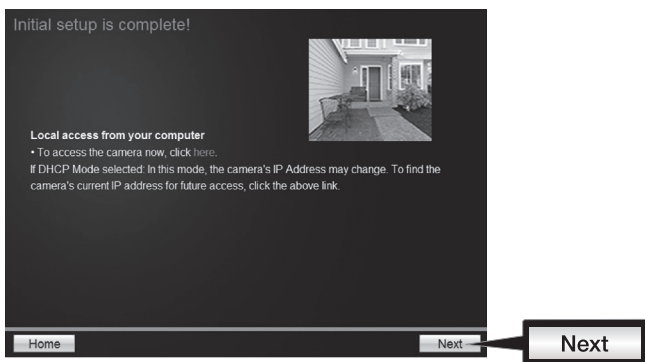 Initial setup is complete!
Local access from your computer
• To access the camera now, click here.
If DHCP Mode selected: In this mode, the camera's IP Address may change. To find the
camera's current IP address for future access, click the above link.
Home
Next
Next